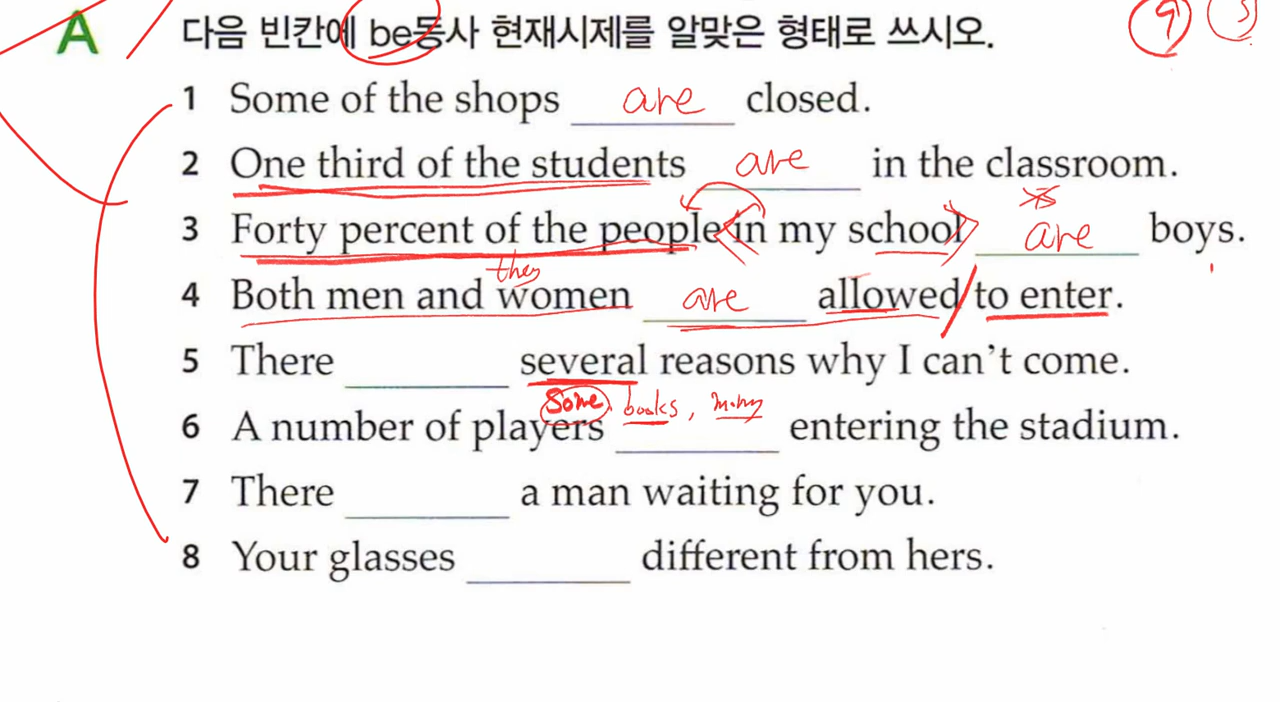 A 다음 빈칸에 be동사 현재시제를 알맞은 형태로 쓰시오.
1 Some of the shops are closed.
2 One third of the students are in the classroom.
3 Forty percent of the people in my school are boys.
they
4 Both men and women are allowed / to enter.
5 There ________ several reasons why I can't come.
Some, books, many
6 A number of players ________ entering the stadium.
7 There ________ a man waiting for you.
8 Your glasses ________ different from hers.